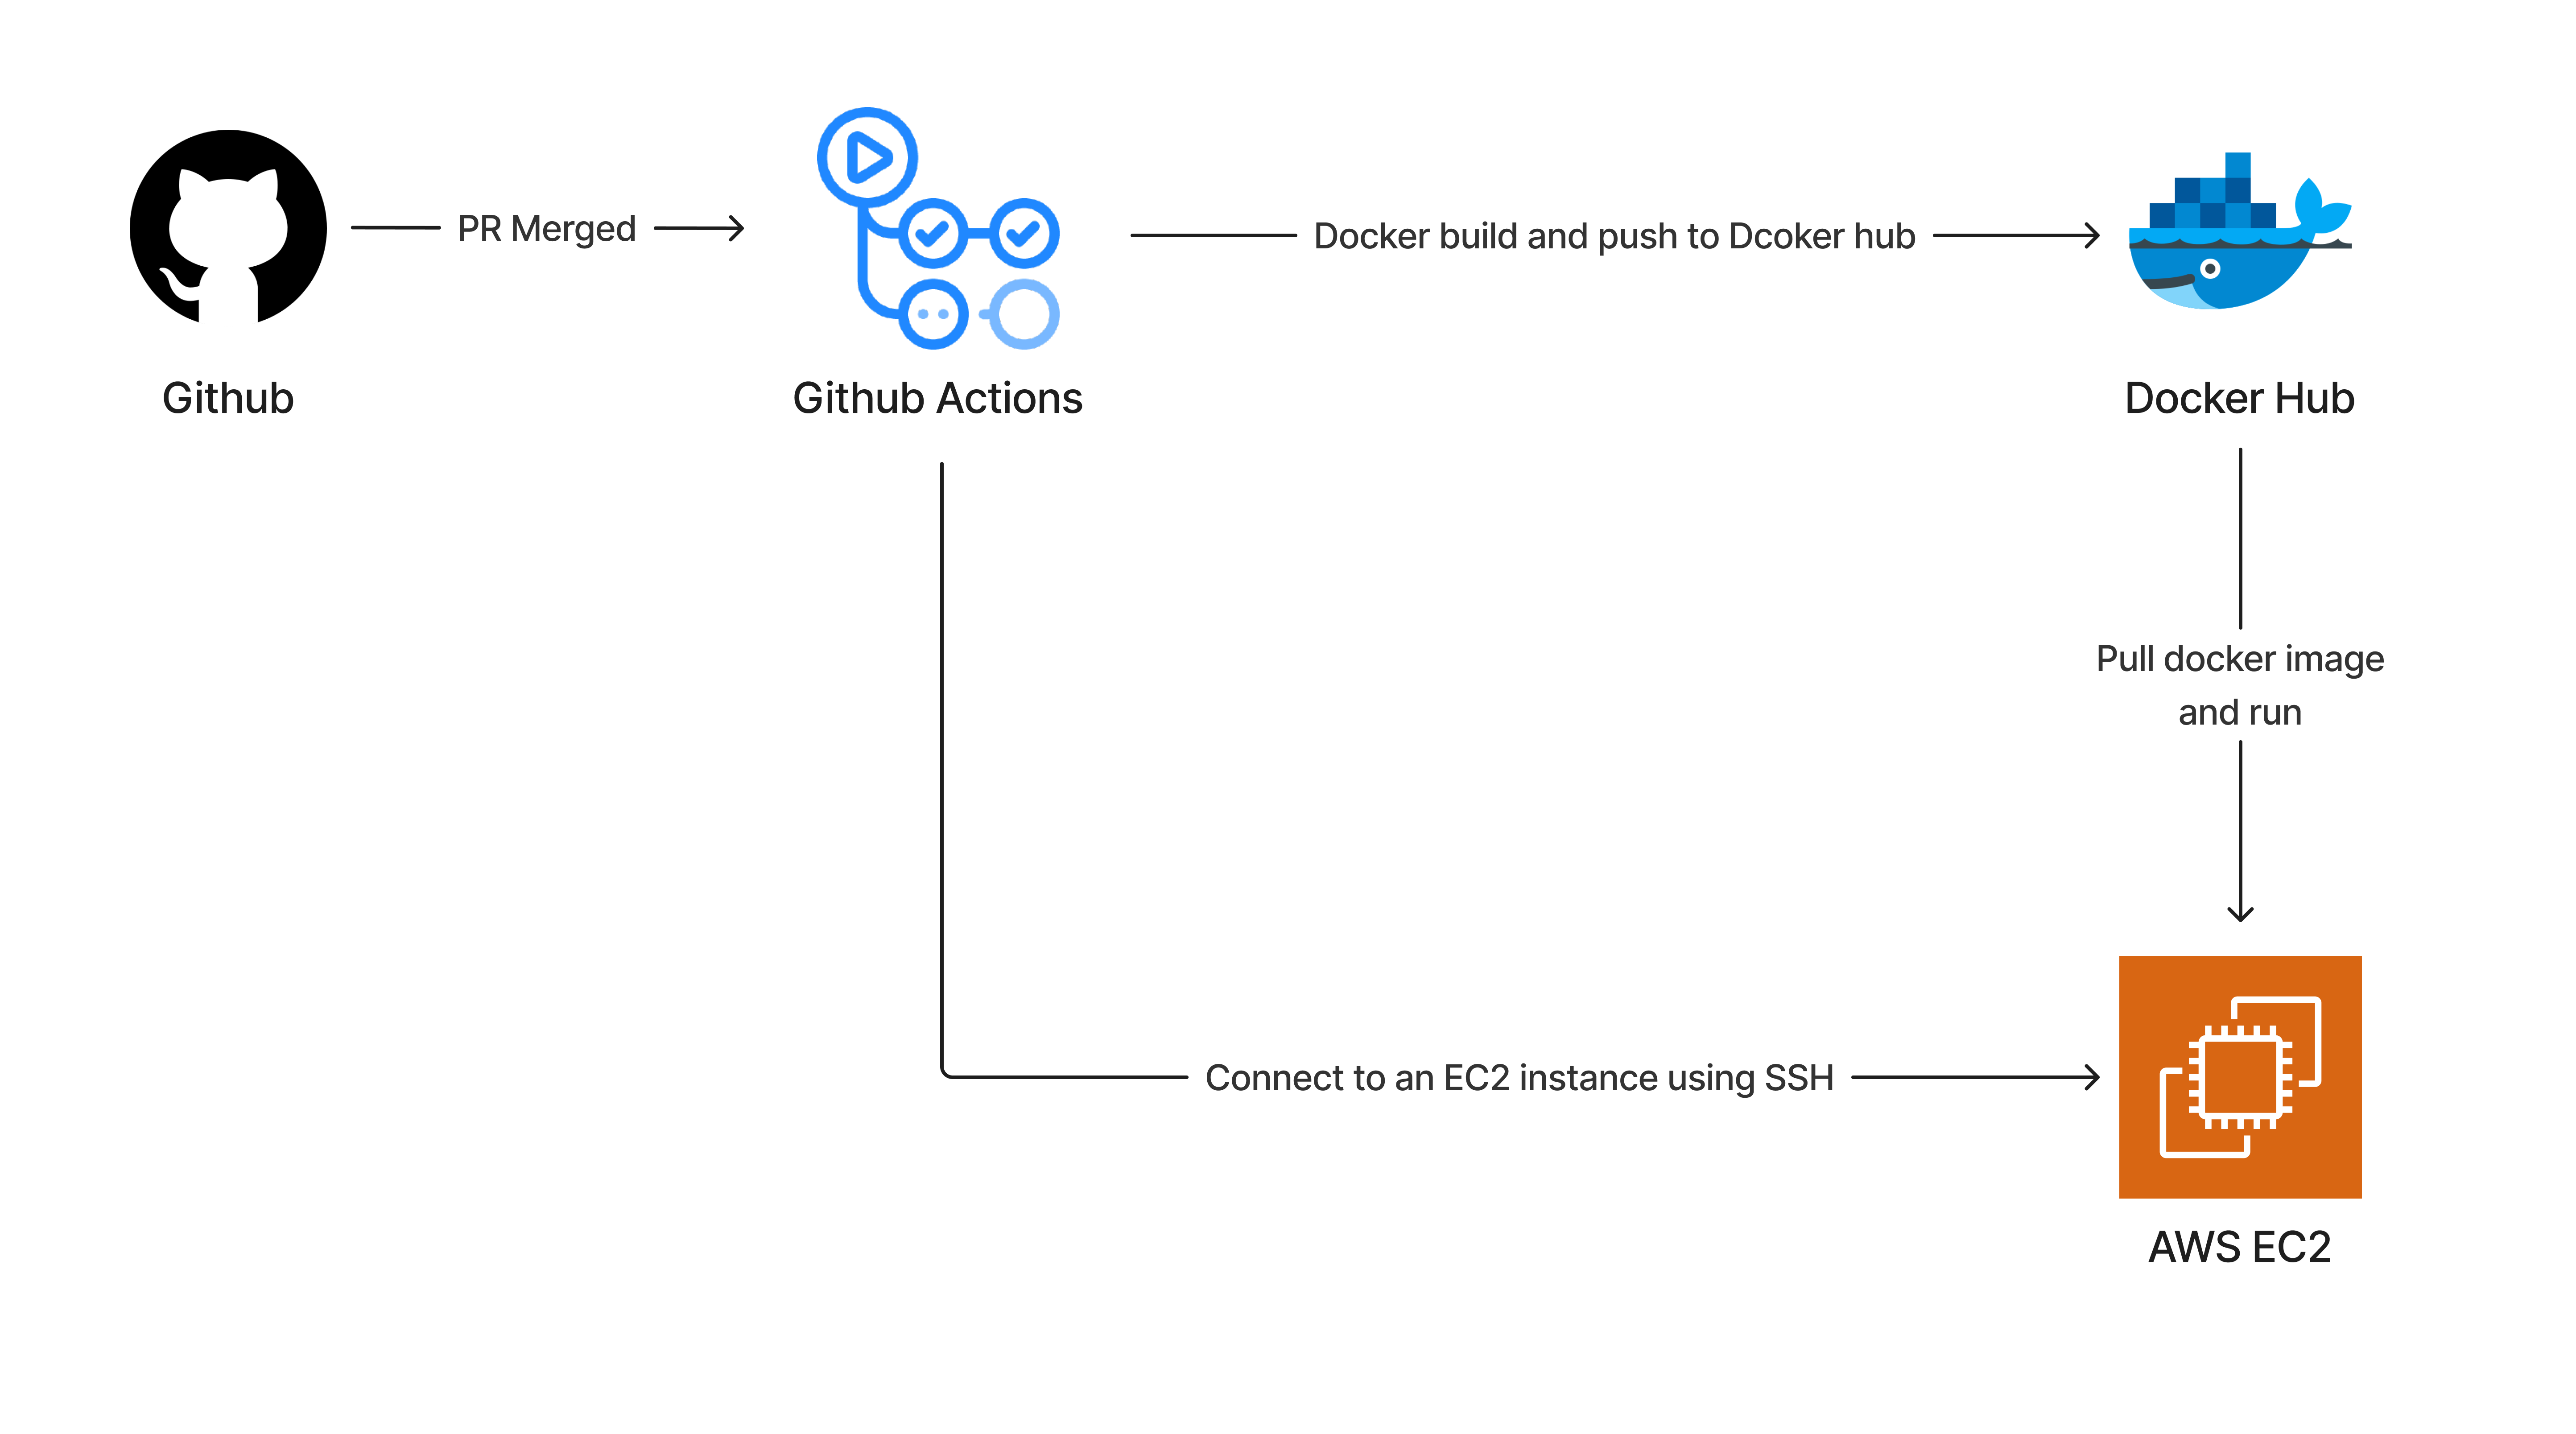 PR Merged
Docker build and push to Dcoker hub
Github
Github Actions
Docker Hub
Pull docker image
and run
Connect to an EC2 instance using SSH
AWS EC2